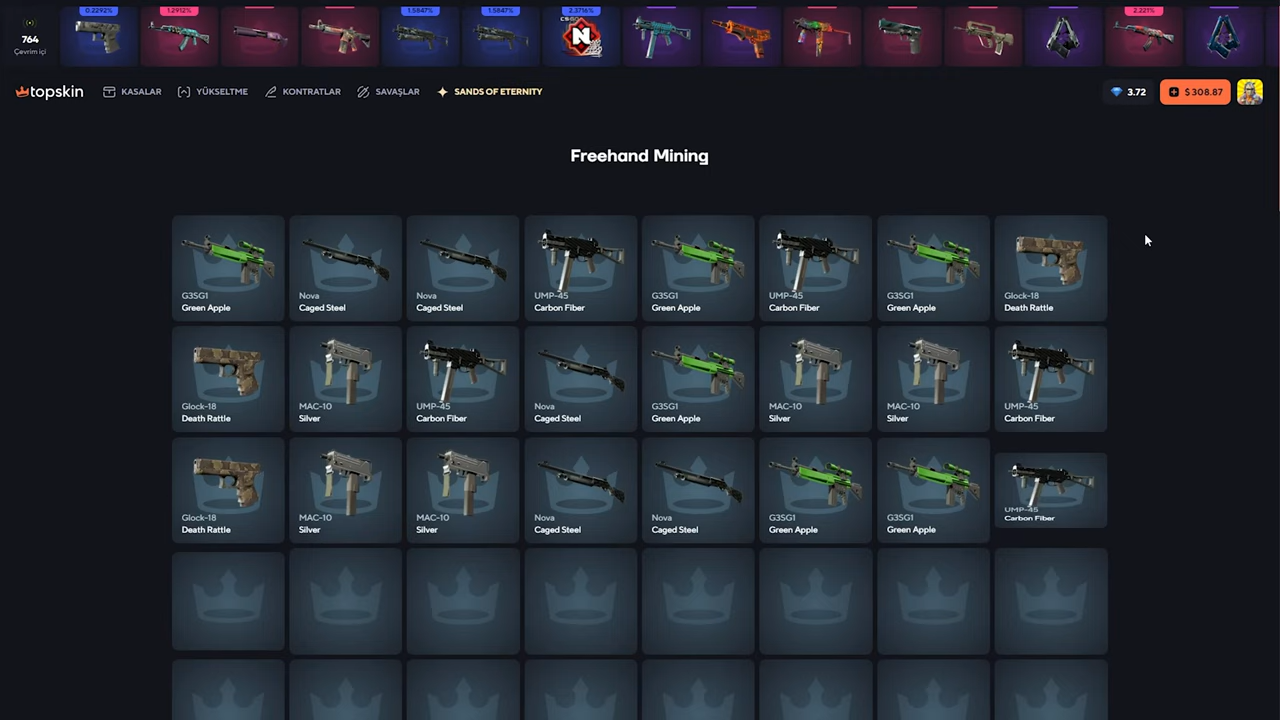 0.2292% 1.2912% 1.5847% 1.5847% 2.3716% 2.221%
764
Çevrim içi
topskin KASALAR YÜKSELTME KONTRATLAR SAVAŞLAR SANDS OF ETERNITY 3.72 $ 308.87
Freehand Mining
G3SG1 Nova Nova UMP-45 G3SG1 UMP-45 G3SG1 Glock-18
Green Apple Caged Steel Caged Steel Carbon Fiber Green Apple Carbon Fiber Green Apple Death Rattle
Glock-18 MAC-10 UMP-45 Nova G3SG1 MAC-10 MAC-10 UMP-45
Death Rattle Silver Carbon Fiber Caged Steel Green Apple Silver Silver Carbon Fiber
Glock-18 MAC-10 MAC-10 Nova Nova G3SG1 G3SG1 UMP-45
Death Rattle Silver Silver Caged Steel Caged Steel Green Apple Green Apple Carbon Fiber